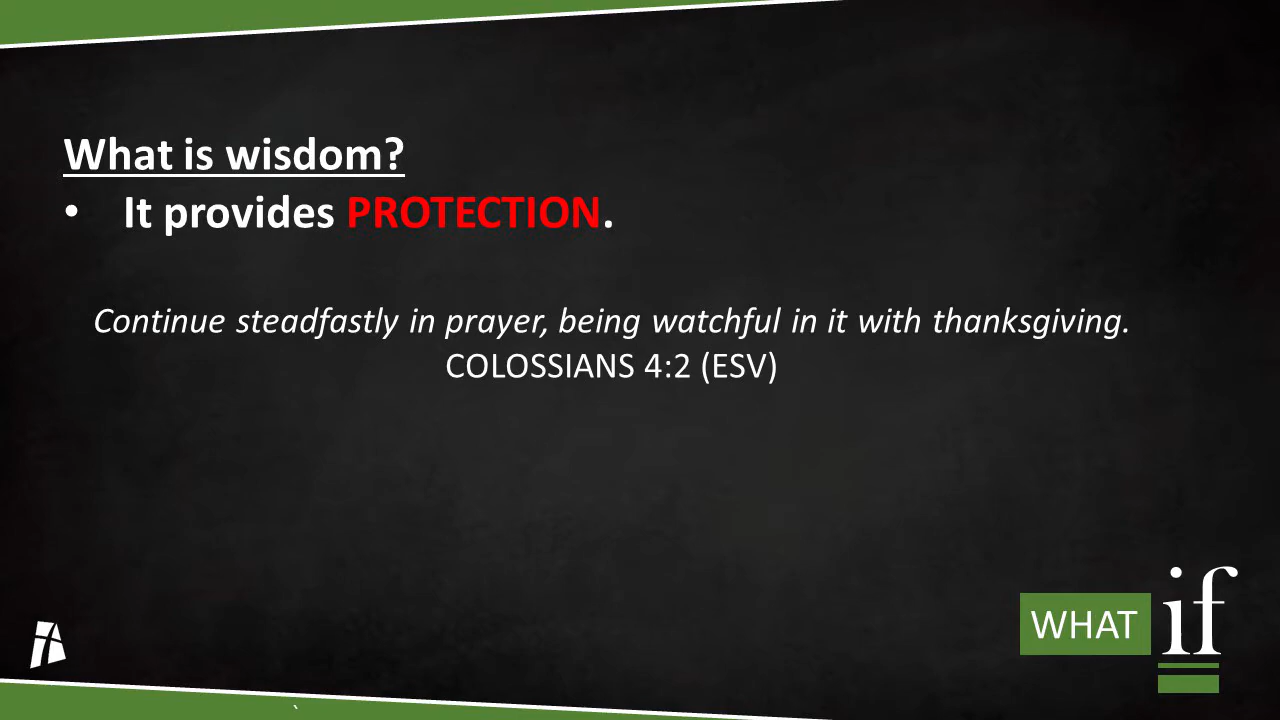 What is wisdom?
• It provides PROTECTION.
Continue steadfastly in prayer, being watchful in it with thanksgiving.
COLOSSIANS 4:2 (ESV)
WHAT if
`